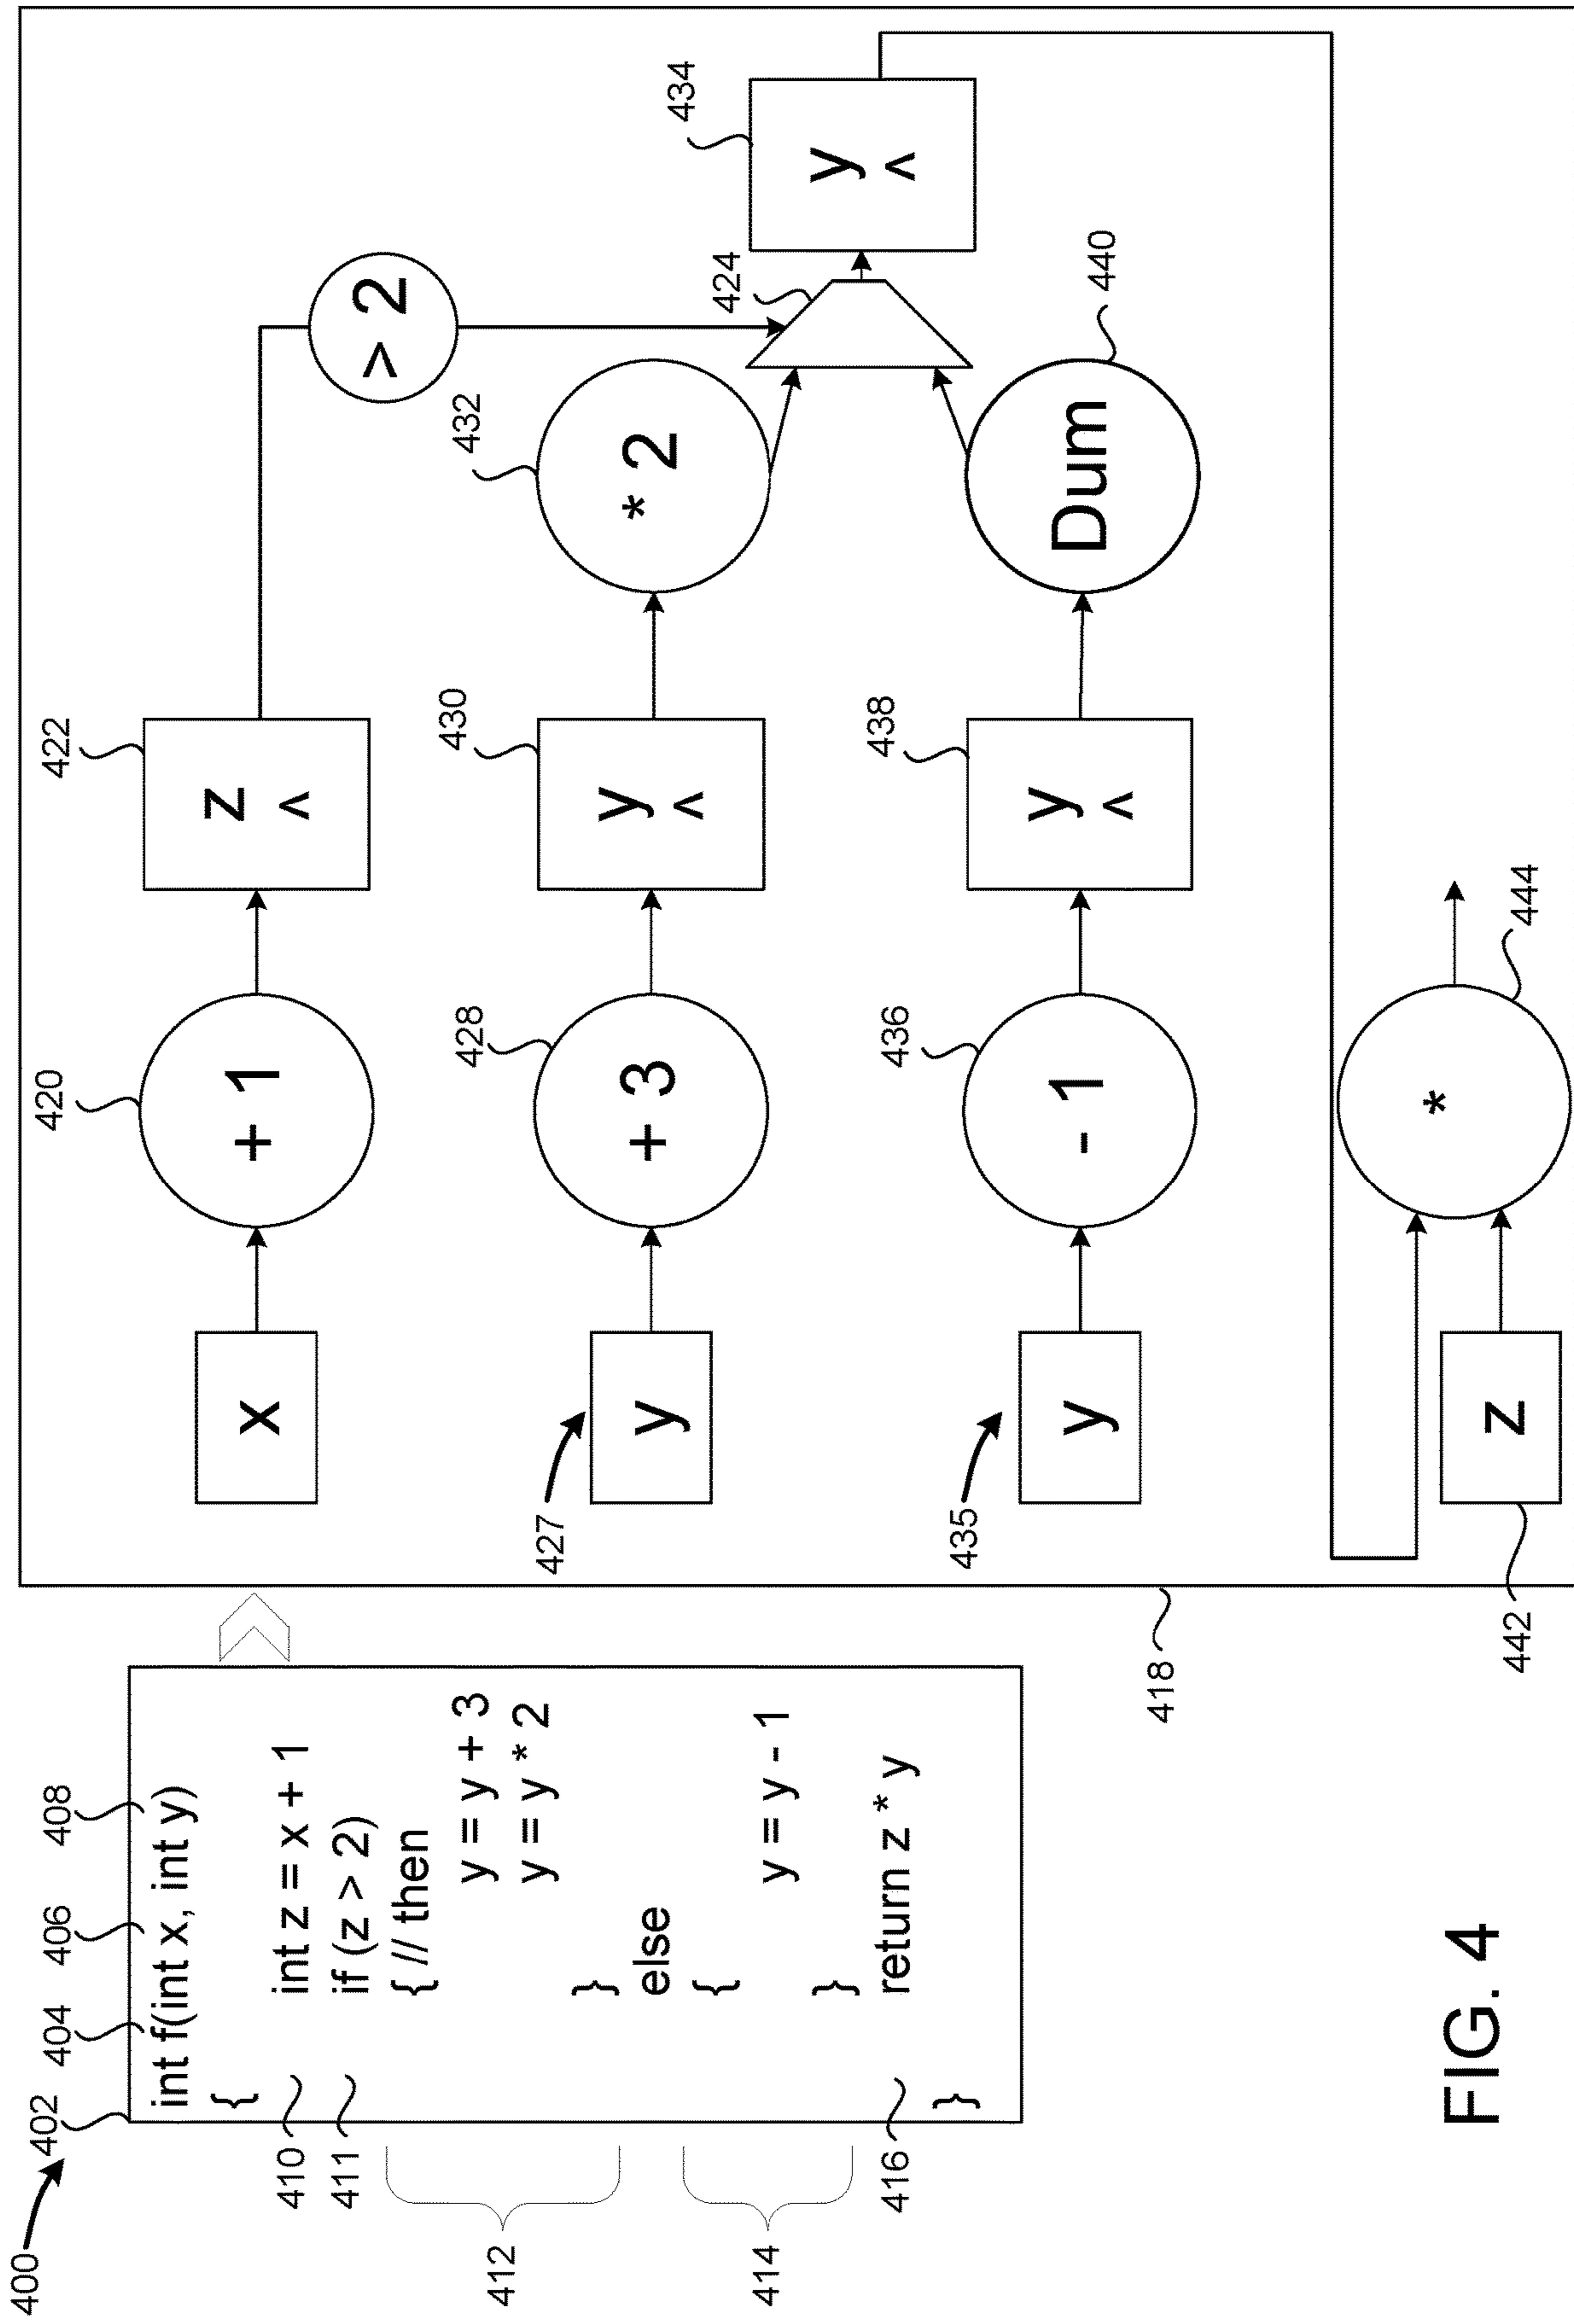 400
402
404
406
408
int f(int x, int y)
{
410
int z = x + 1
411
if (z > 2)
{ // then
412
y = y + 3
y = y * 2
}
else
{
414
y = y - 1
}
416
return z * y
}
418
420
422
x
+ 1
z
^
> 2
427
428
430
432
424
434
y
+ 3
y
^
* 2
y
^
435
436
438
440
y
- 1
y
^
Dum
442
444
z
*
FIG. 4